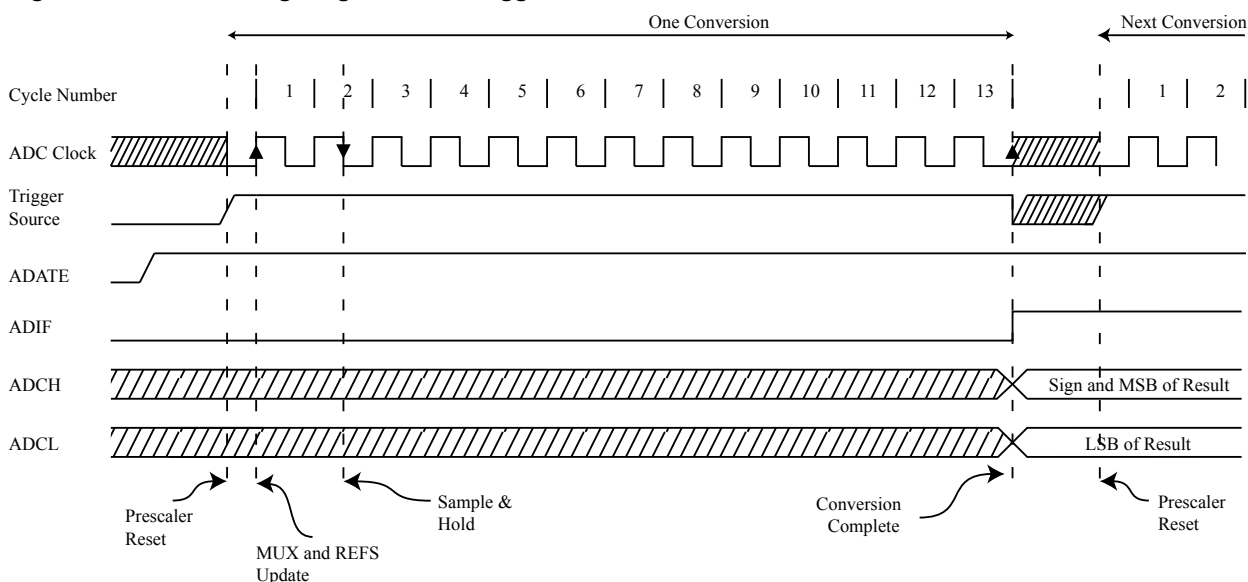 One Conversion
Next Conversion
Cycle Number
1 2 3 4 5 6 7 8 9 10 11 12 13 1 2
ADC Clock
Trigger
Source
ADATE
ADIF
ADCH
Sign and MSB of Result
ADCL
LSB of Result
Prescaler
Reset
MUX and REFS
Update
Sample &
Hold
Conversion
Complete
Prescaler
Reset